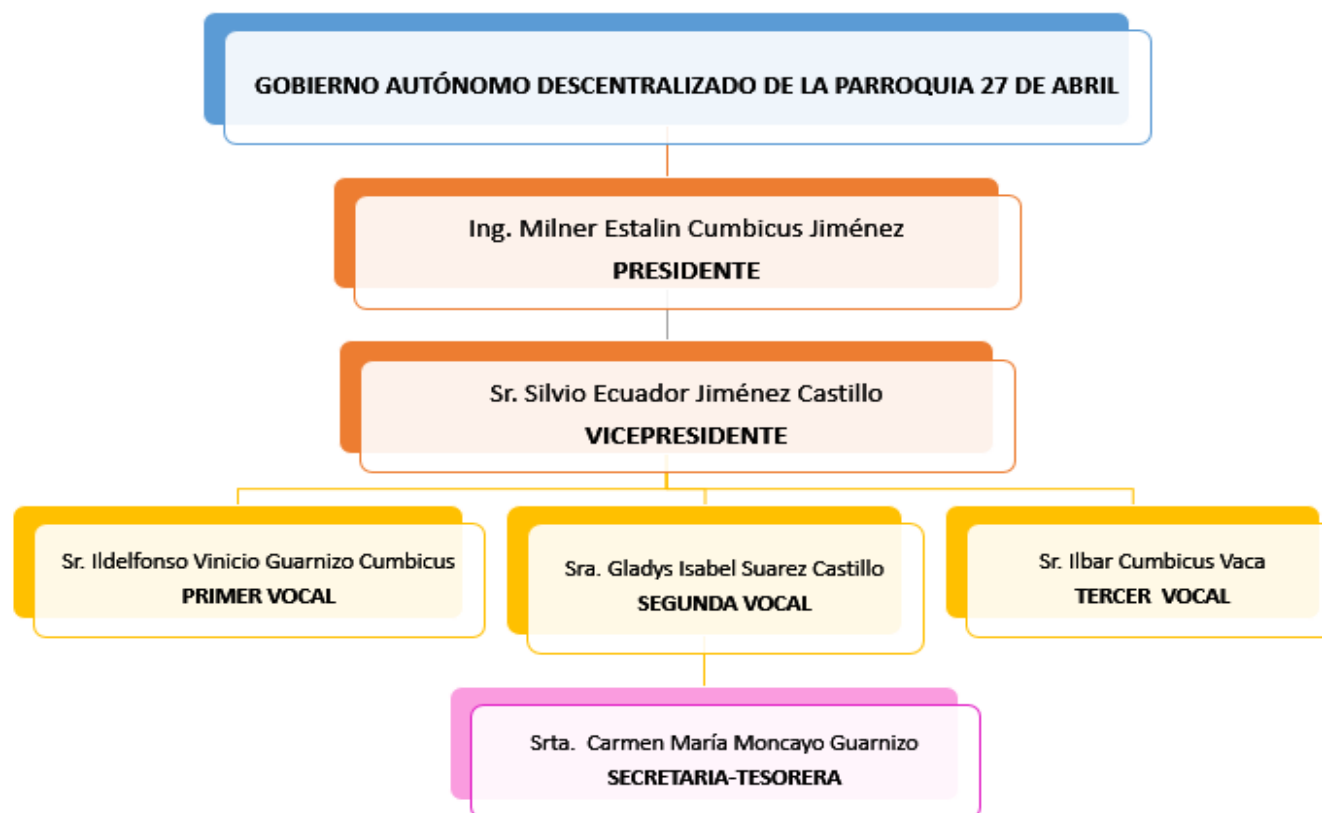 GOBIERNO AUTÓNOMO DESCENTRALIZADO DE LA PARROQUIA 27 DE ABRIL
Ing. Milner Estalin Cumbicus Jiménez
PRESIDENTE
Sr. Silvio Ecuador Jiménez Castillo
VICEPRESIDENTE
Sr. Ildelfonso Vinicio Guarnizo Cumbicus
PRIMER VOCAL
Sra. Gladys Isabel Suarez Castillo
SEGUNDA VOCAL
Sr. Ilbar Cumbicus Vaca
TERCER VOCAL
Srta. Carmen María Moncayo Guarnizo
SECRETARIA-TESORERA